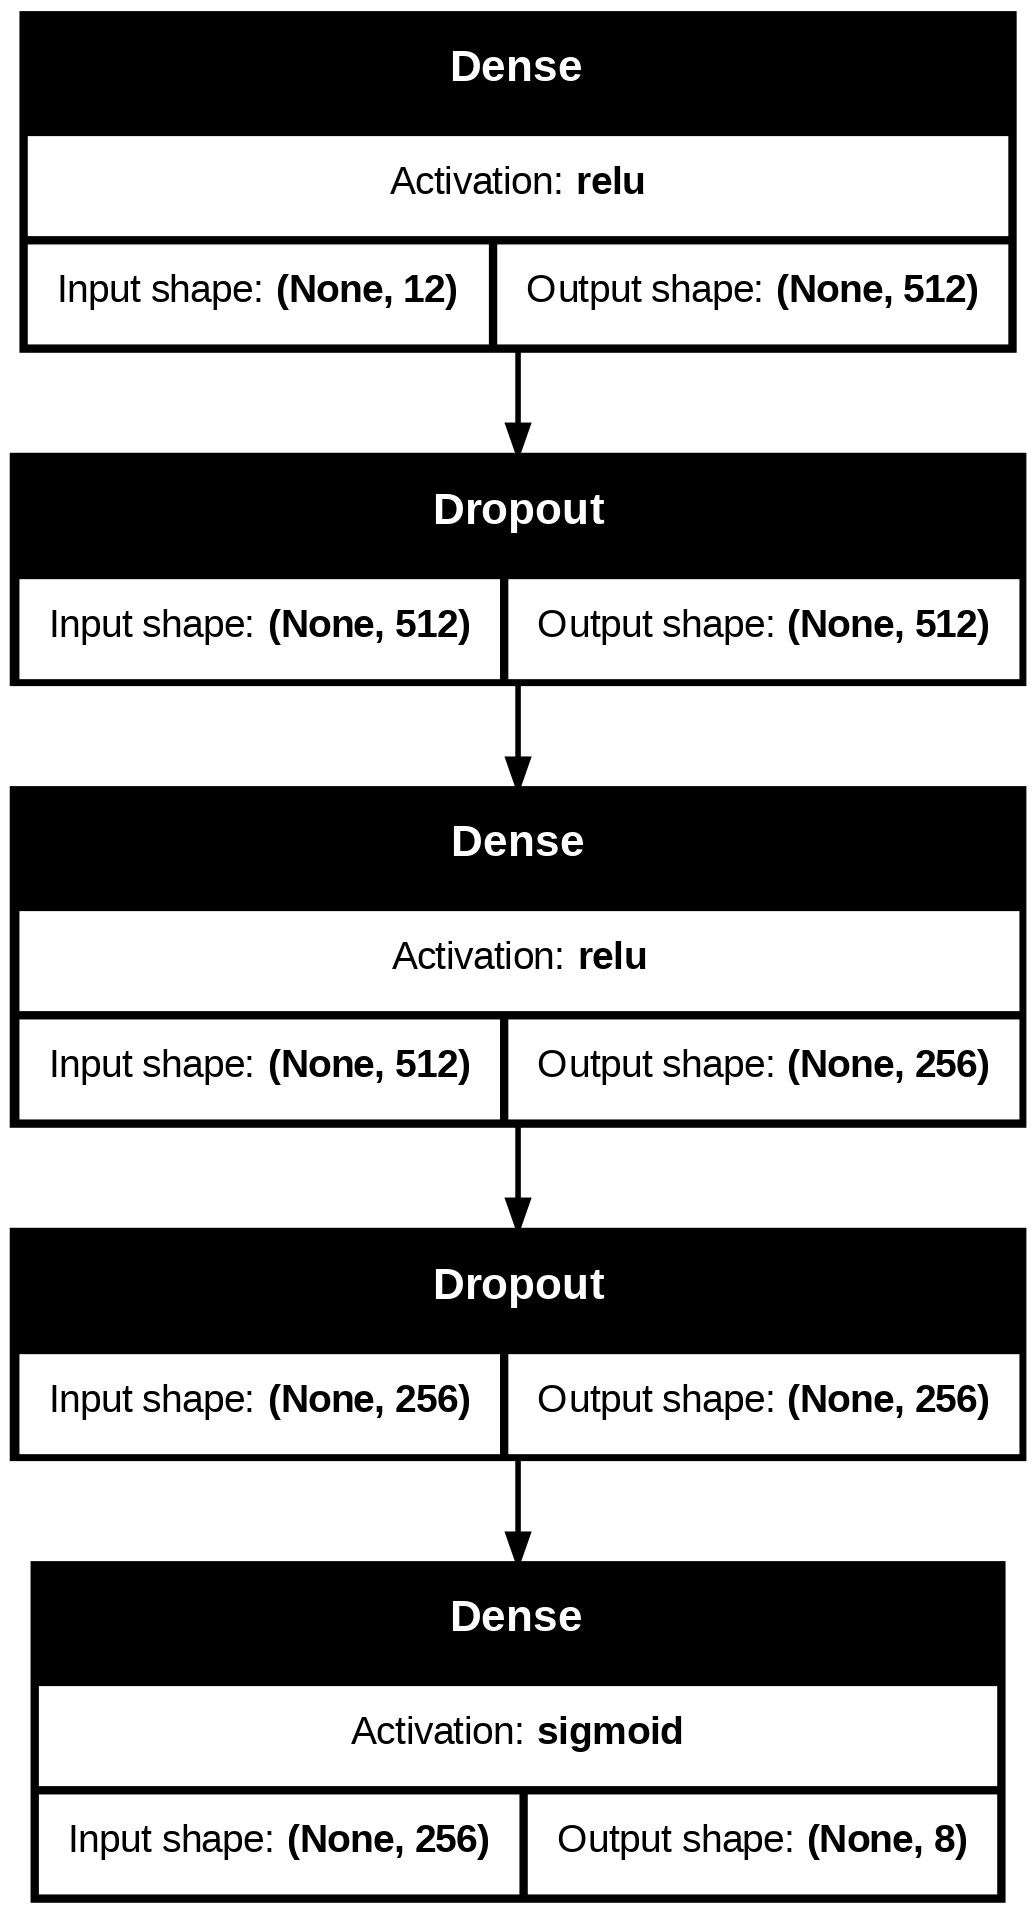 Dense
Activation: relu
Input shape: (None, 12) Output shape: (None, 512)
Dropout
Input shape: (None, 512) Output shape: (None, 512)
Dense
Activation: relu
Input shape: (None, 512) Output shape: (None, 256)
Dropout
Input shape: (None, 256) Output shape: (None, 256)
Dense
Activation: sigmoid
Input shape: (None, 256) Output shape: (None, 8)